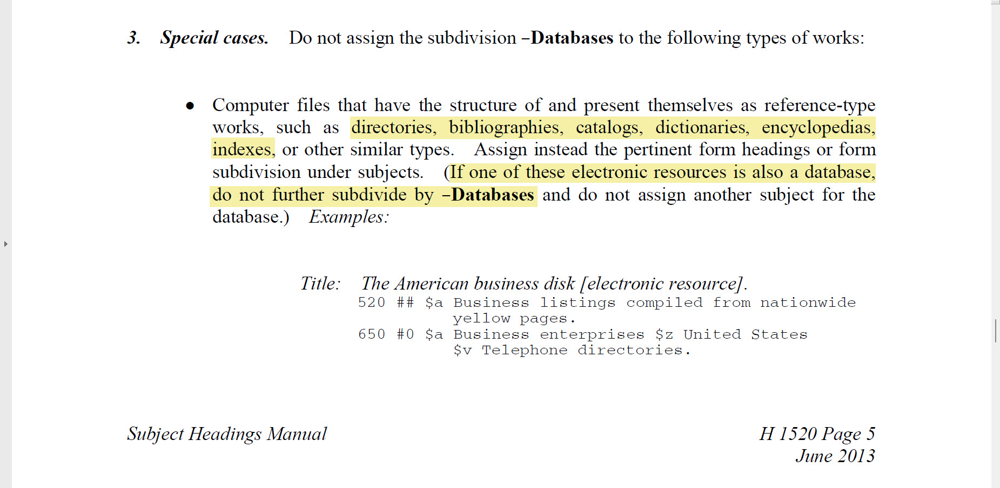 3. Special cases. Do not assign the subdivision –Databases to the following types of works:
● Computer files that have the structure of and present themselves as reference-type
works, such as directories, bibliographies, catalogs, dictionaries, encyclopedias,
indexes, or other similar types. Assign instead the pertinent form headings or form
subdivision under subjects. (If one of these electronic resources is also a database,
do not further subdivide by –Databases and do not assign another subject for the
database.) Examples:
Title: The American business disk [electronic resource].
520 ## $a Business listings compiled from nationwide
yellow pages.
650 #0 $a Business enterprises $z United States
$v Telephone directories.
Subject Headings Manual
H 1520 Page 5
June 2013